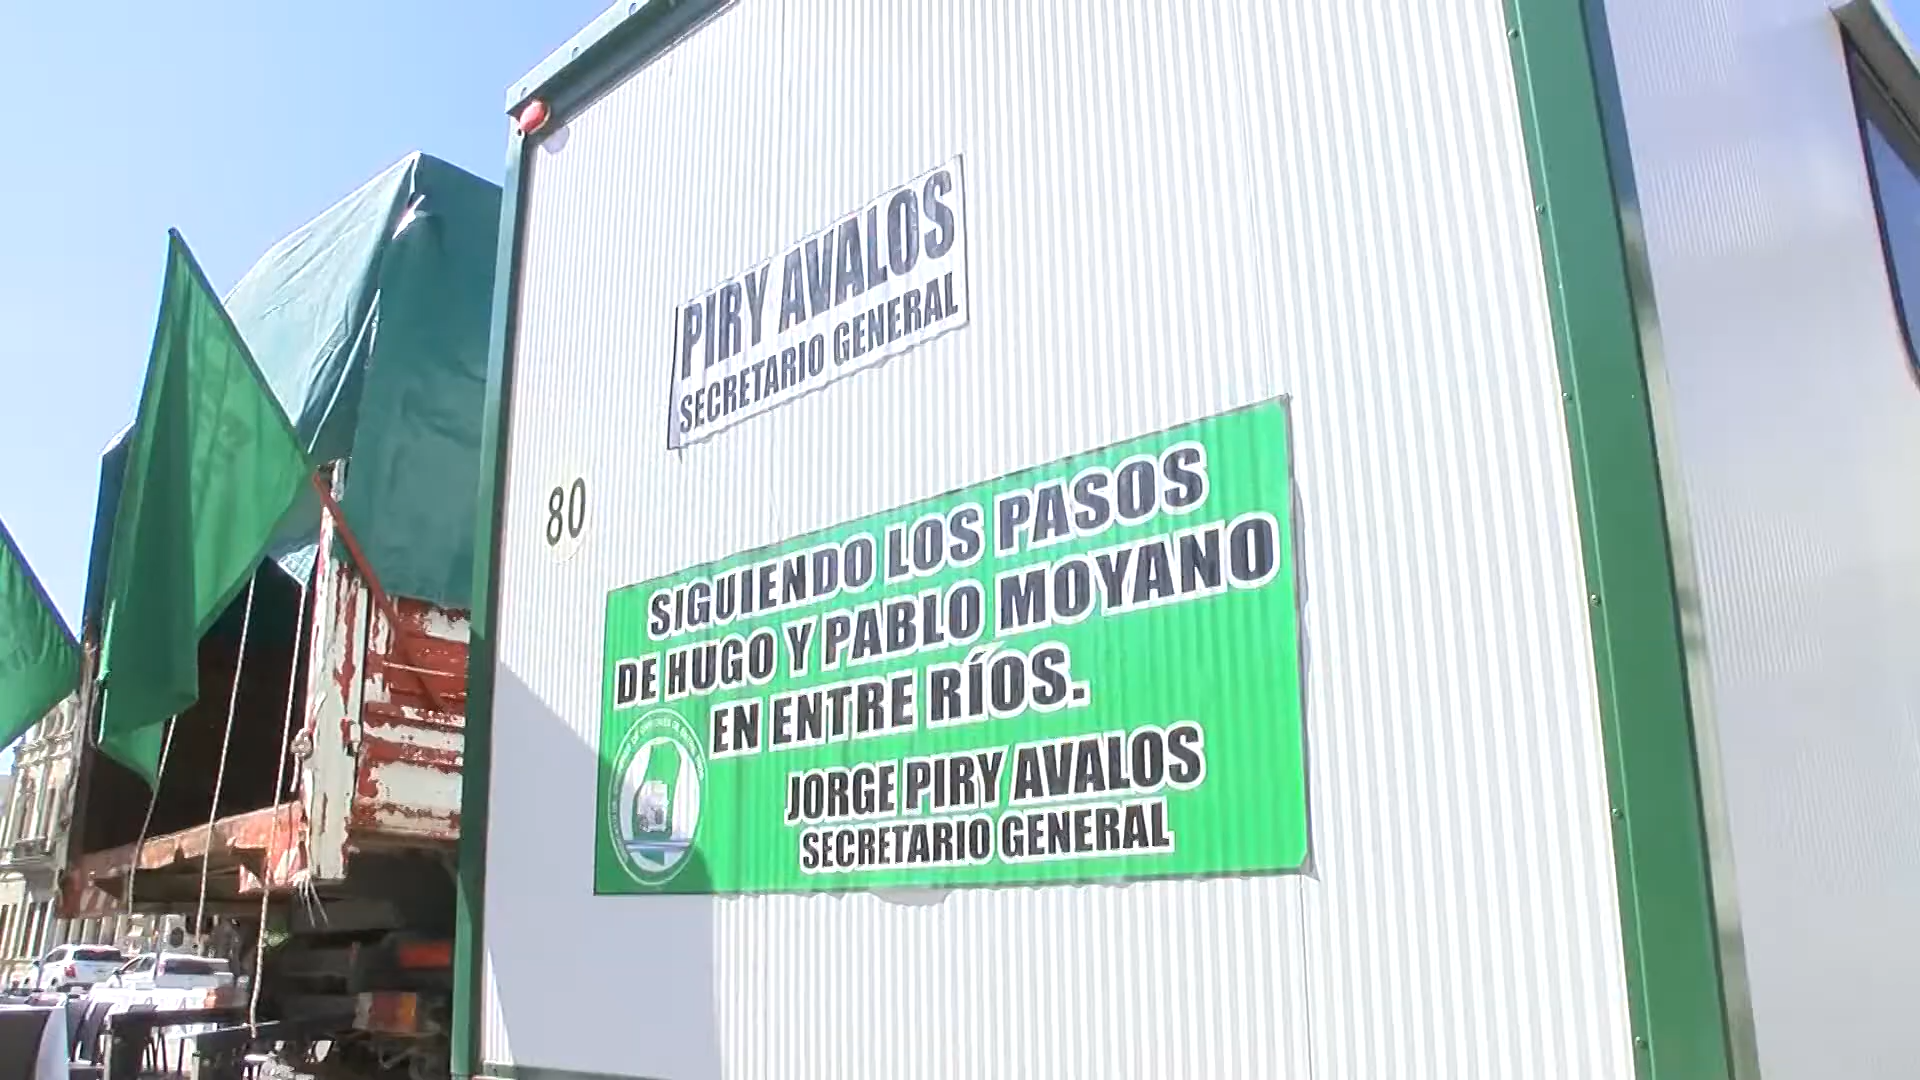 PIRY AVALOS
SECRETARIO GENERAL
80
SIGUIENDO LOS PASOS
DE HUGO Y PABLO MOYANO
EN ENTRE RÍOS.
JORGE PIRY AVALOS
SECRETARIO GENERAL